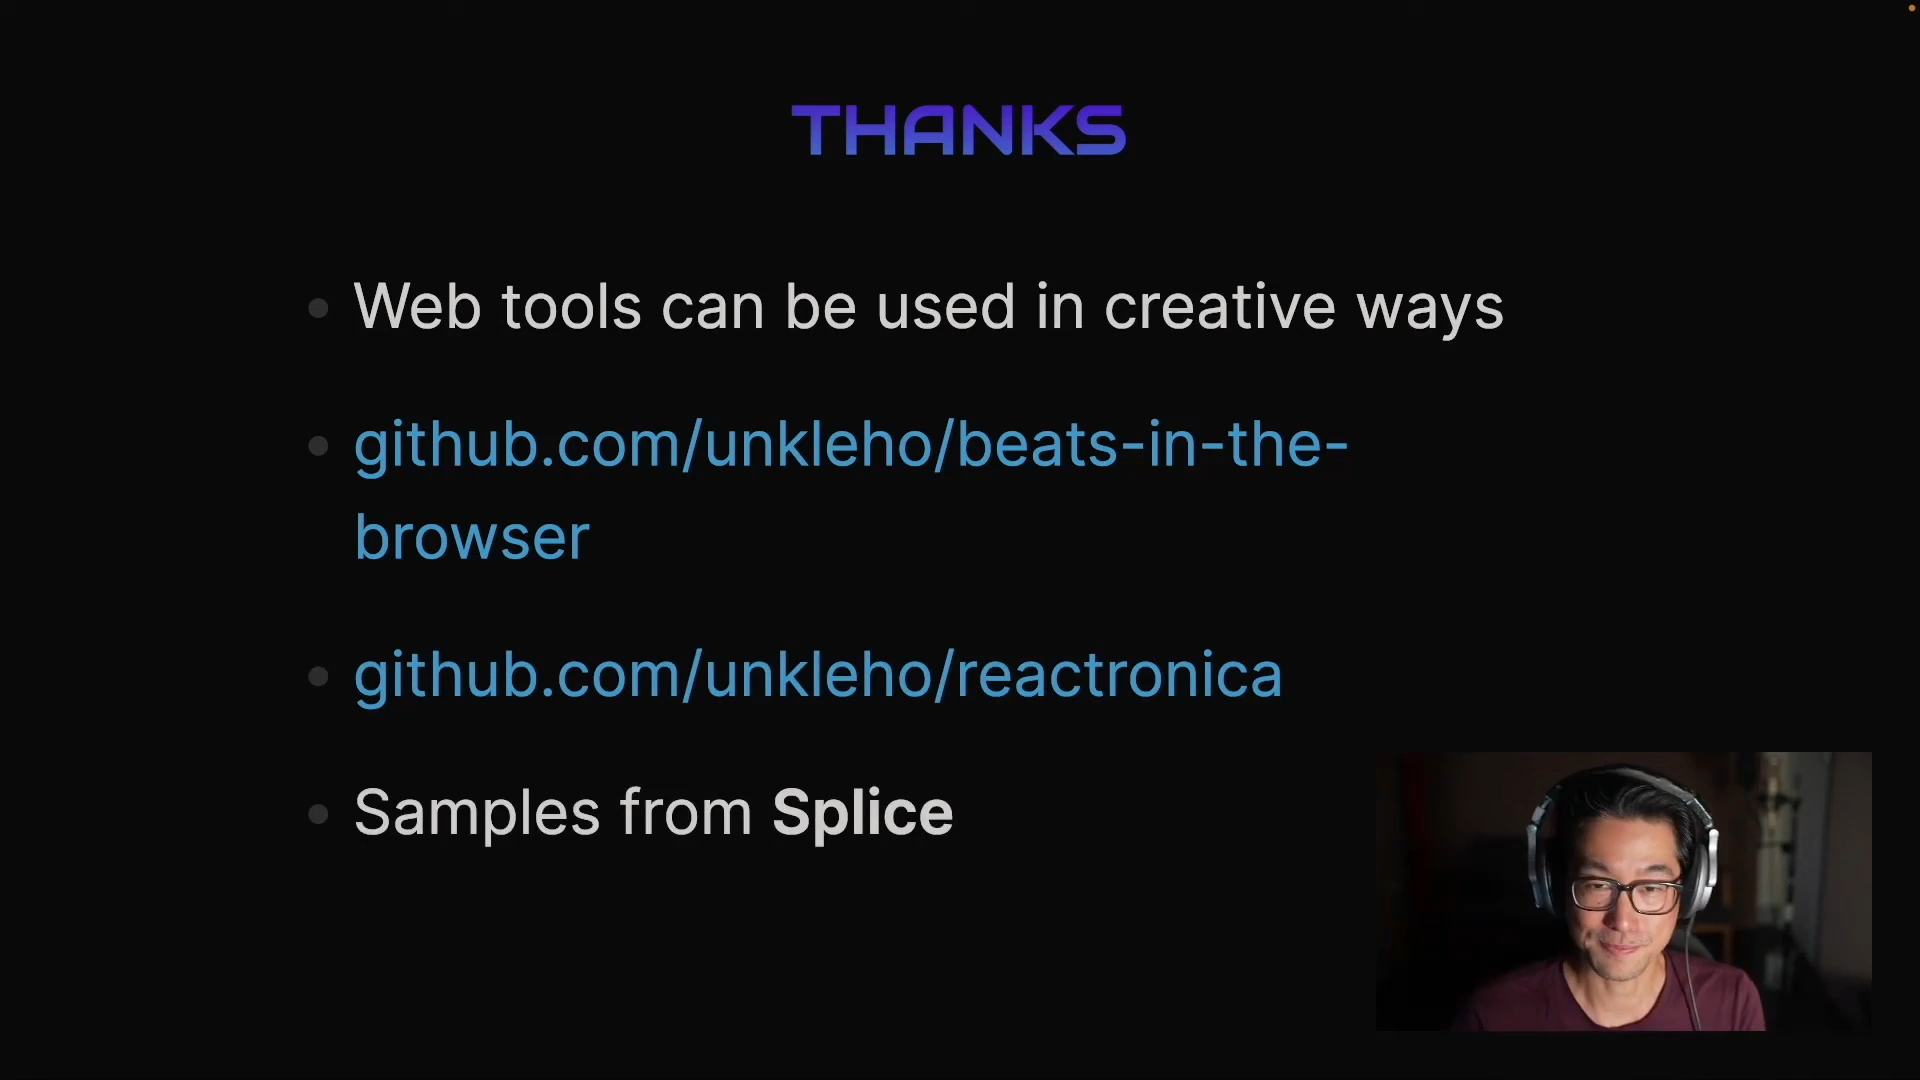 THANKS
Web tools can be used in creative ways
github.com/unkleho/beats-in-the-
browser
github.com/unkleho/reactronica
Samples from Splice